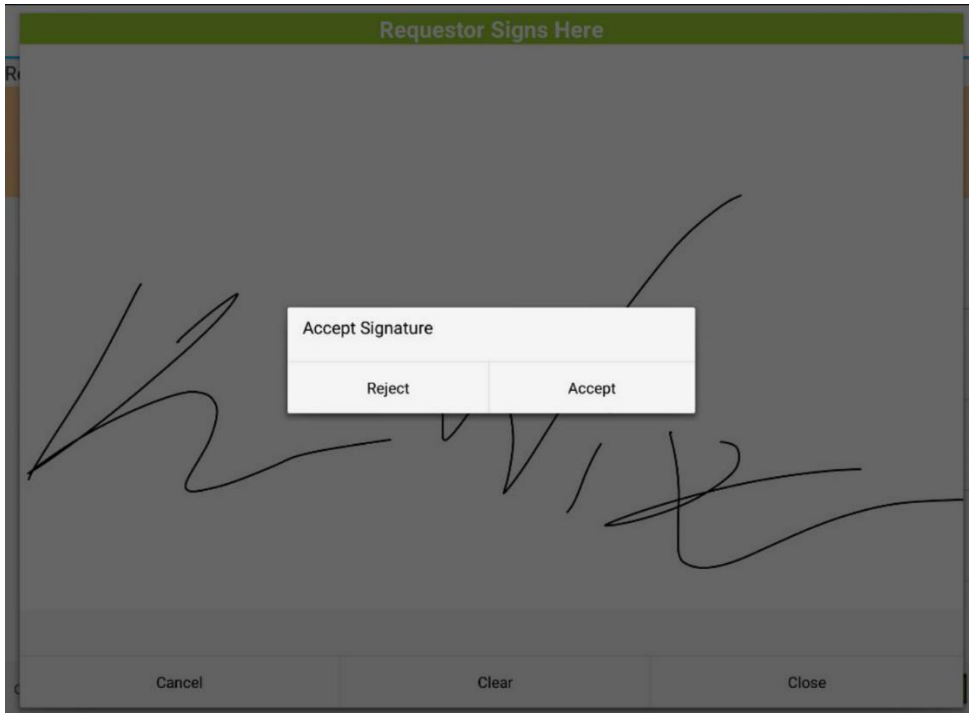 Requestor Signs Here
Accept Signature
Reject Accept
Cancel Clear Close